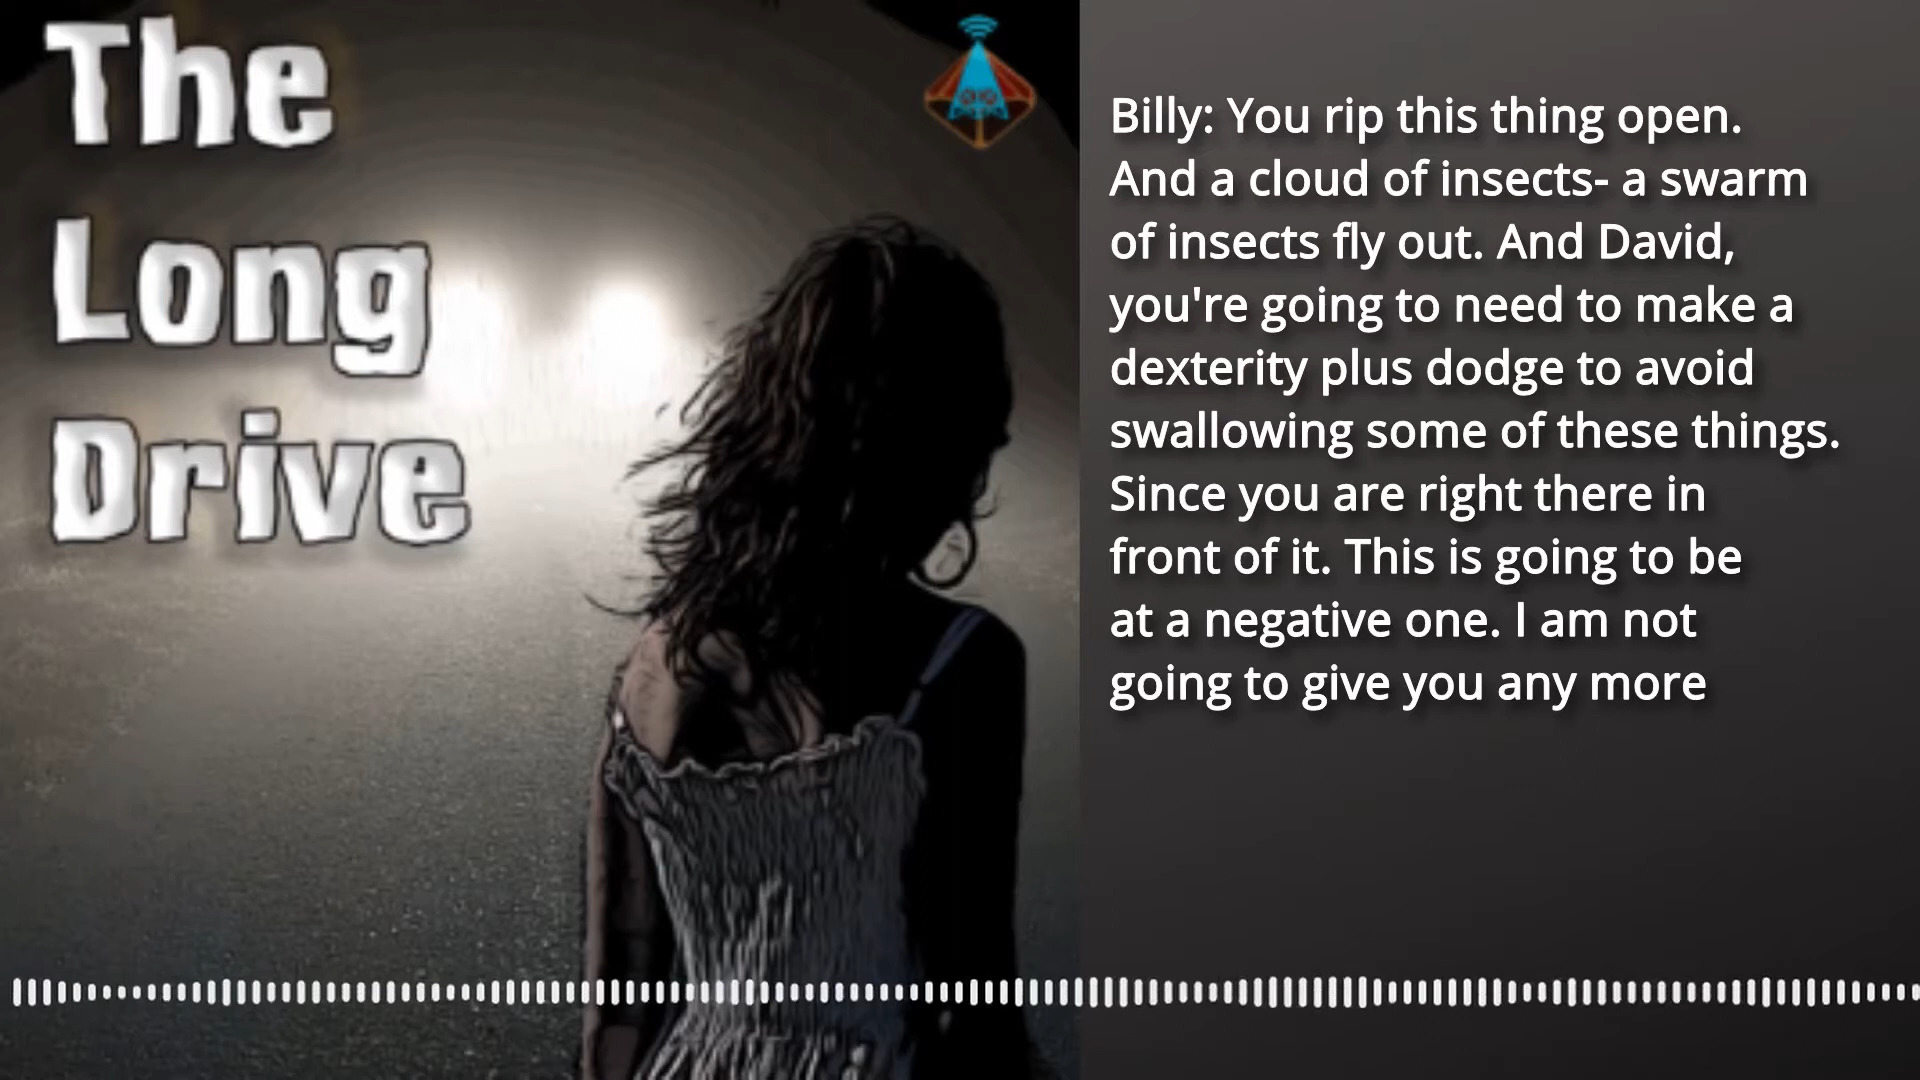 The
Long
Drive
Billy: You rip this thing open.
And a cloud of insects- a swarm
of insects fly out. And David,
you're going to need to make a
dexterity plus dodge to avoid
swallowing some of these things.
Since you are right there in
front of it. This is going to be
at a negative one. I am not
going to give you any more